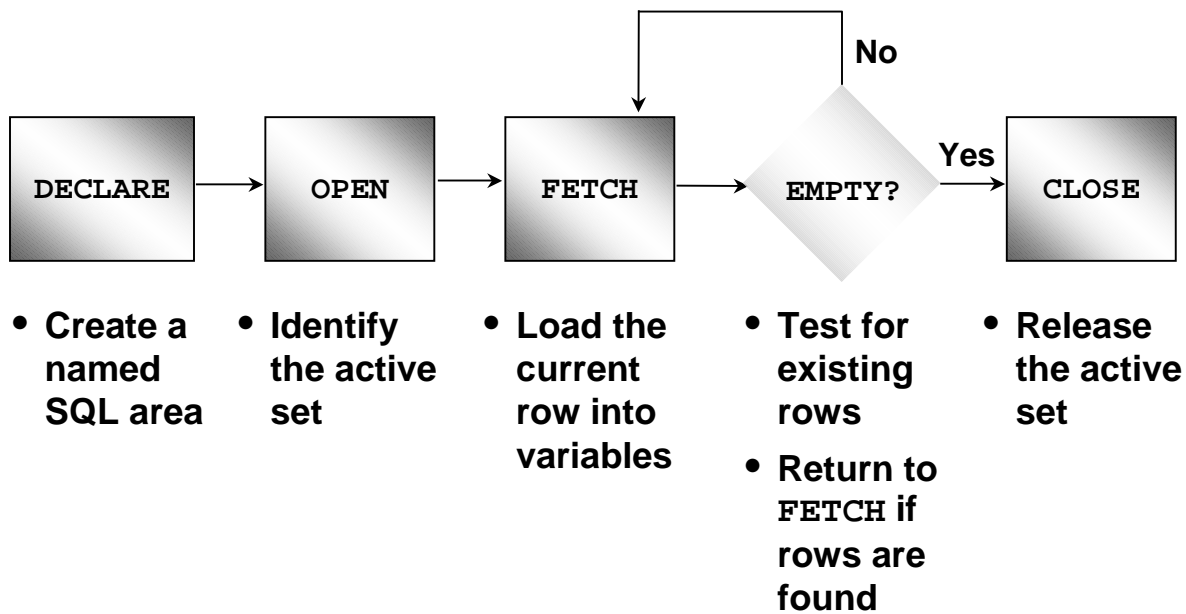 No
Yes
DECLARE
OPEN
FETCH
EMPTY?
CLOSE
• Create a
named
SQL area
• Identify
the active
set
• Load the
current
row into
variables
• Test for
existing
rows
• Return to
FETCH if
rows are
found
• Release
the active
set